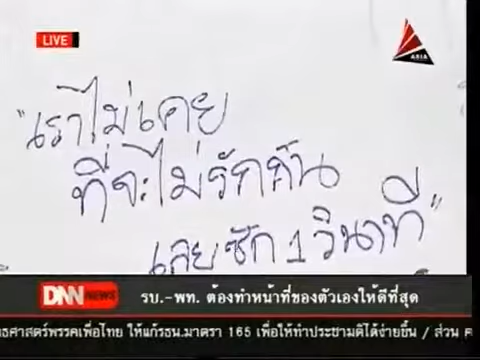 LIVE
ASIA
"เราไม่เคย
ที่จะไม่รักกัน
เลยซัก 1 วินาที"
DNN NEWS
รบ.-พท. ต้องทำหน้าที่ของตัวเองให้ดีที่สุด
ธศาสตร์พรรคเพื่อไทย ให้แก้รธน.มาตรา 165 เพื่อให้ทำประชามติได้ง่ายขึ้น / ส่วน ค